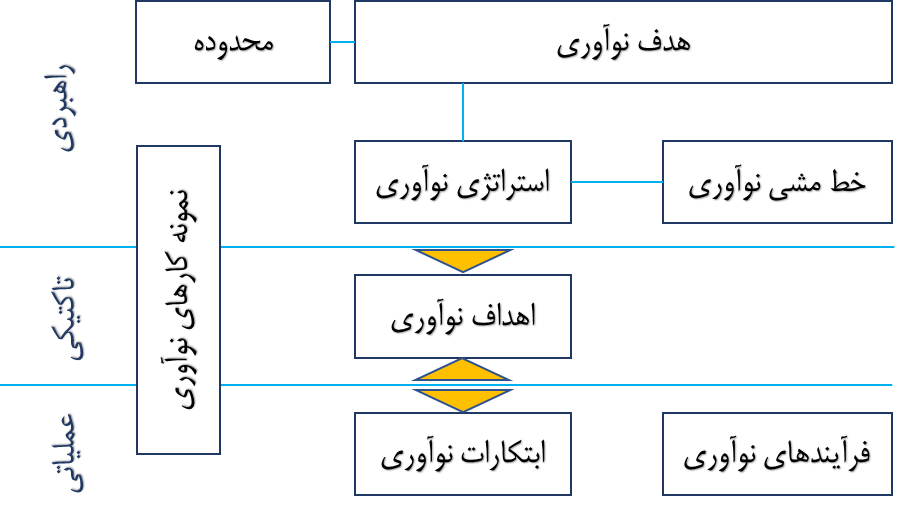 هدف نوآوری
محدوده
راهبردی
خط مشی نوآوری
استراتژی نوآوری
نمونه کارهای نوآوری
اهداف نوآوری
تاکتیکی
فرآیندهای نوآوری
ابتکارات نوآوری
عملیاتی